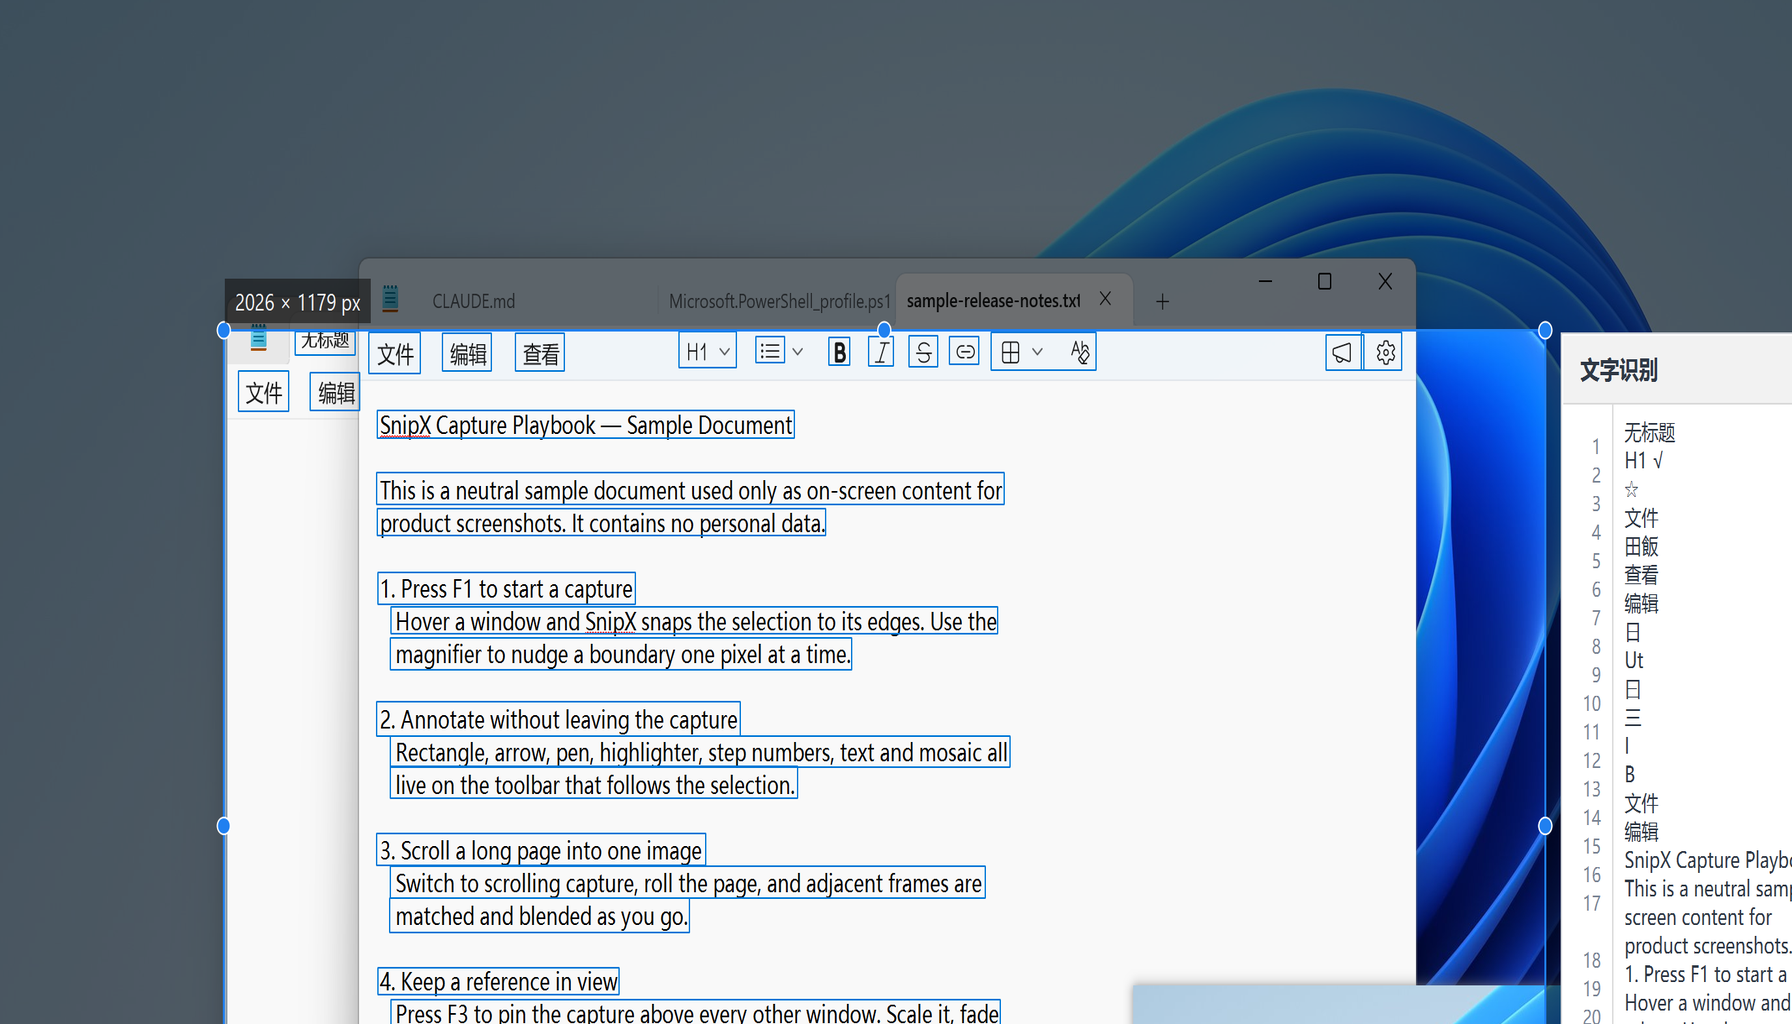 CLAUDE.md
Microsoft.PowerShell_profile.ps1
sample-release-notes.txt
2026 × 1179 px
无标题
文件
编辑
文件
编辑
查看
H1
B
I
S
SnipX Capture Playbook — Sample Document
This is a neutral sample document used only as on-screen content for
product screenshots. It contains no personal data.
1. Press F1 to start a capture
Hover a window and SnipX snaps the selection to its edges. Use the
magnifier to nudge a boundary one pixel at a time.
2. Annotate without leaving the capture
Rectangle, arrow, pen, highlighter, step numbers, text and mosaic all
live on the toolbar that follows the selection.
3. Scroll a long page into one image
Switch to scrolling capture, roll the page, and adjacent frames are
matched and blended as you go.
4. Keep a reference in view
Press F3 to pin the capture above every other window. Scale it, fade
文字识别
1 无标题
2 H1 √
3 ☆
4 文件
5 田飯
6 查看
7 编辑
8 日
9 Ut
10 曰
11 三
12 I
13 B
14 文件
15 编辑
16 SnipX Capture Playbo
17 This is a neutral samp
screen content for
18 product screenshots.
19 1. Press F1 to start a
20 Hover a window and